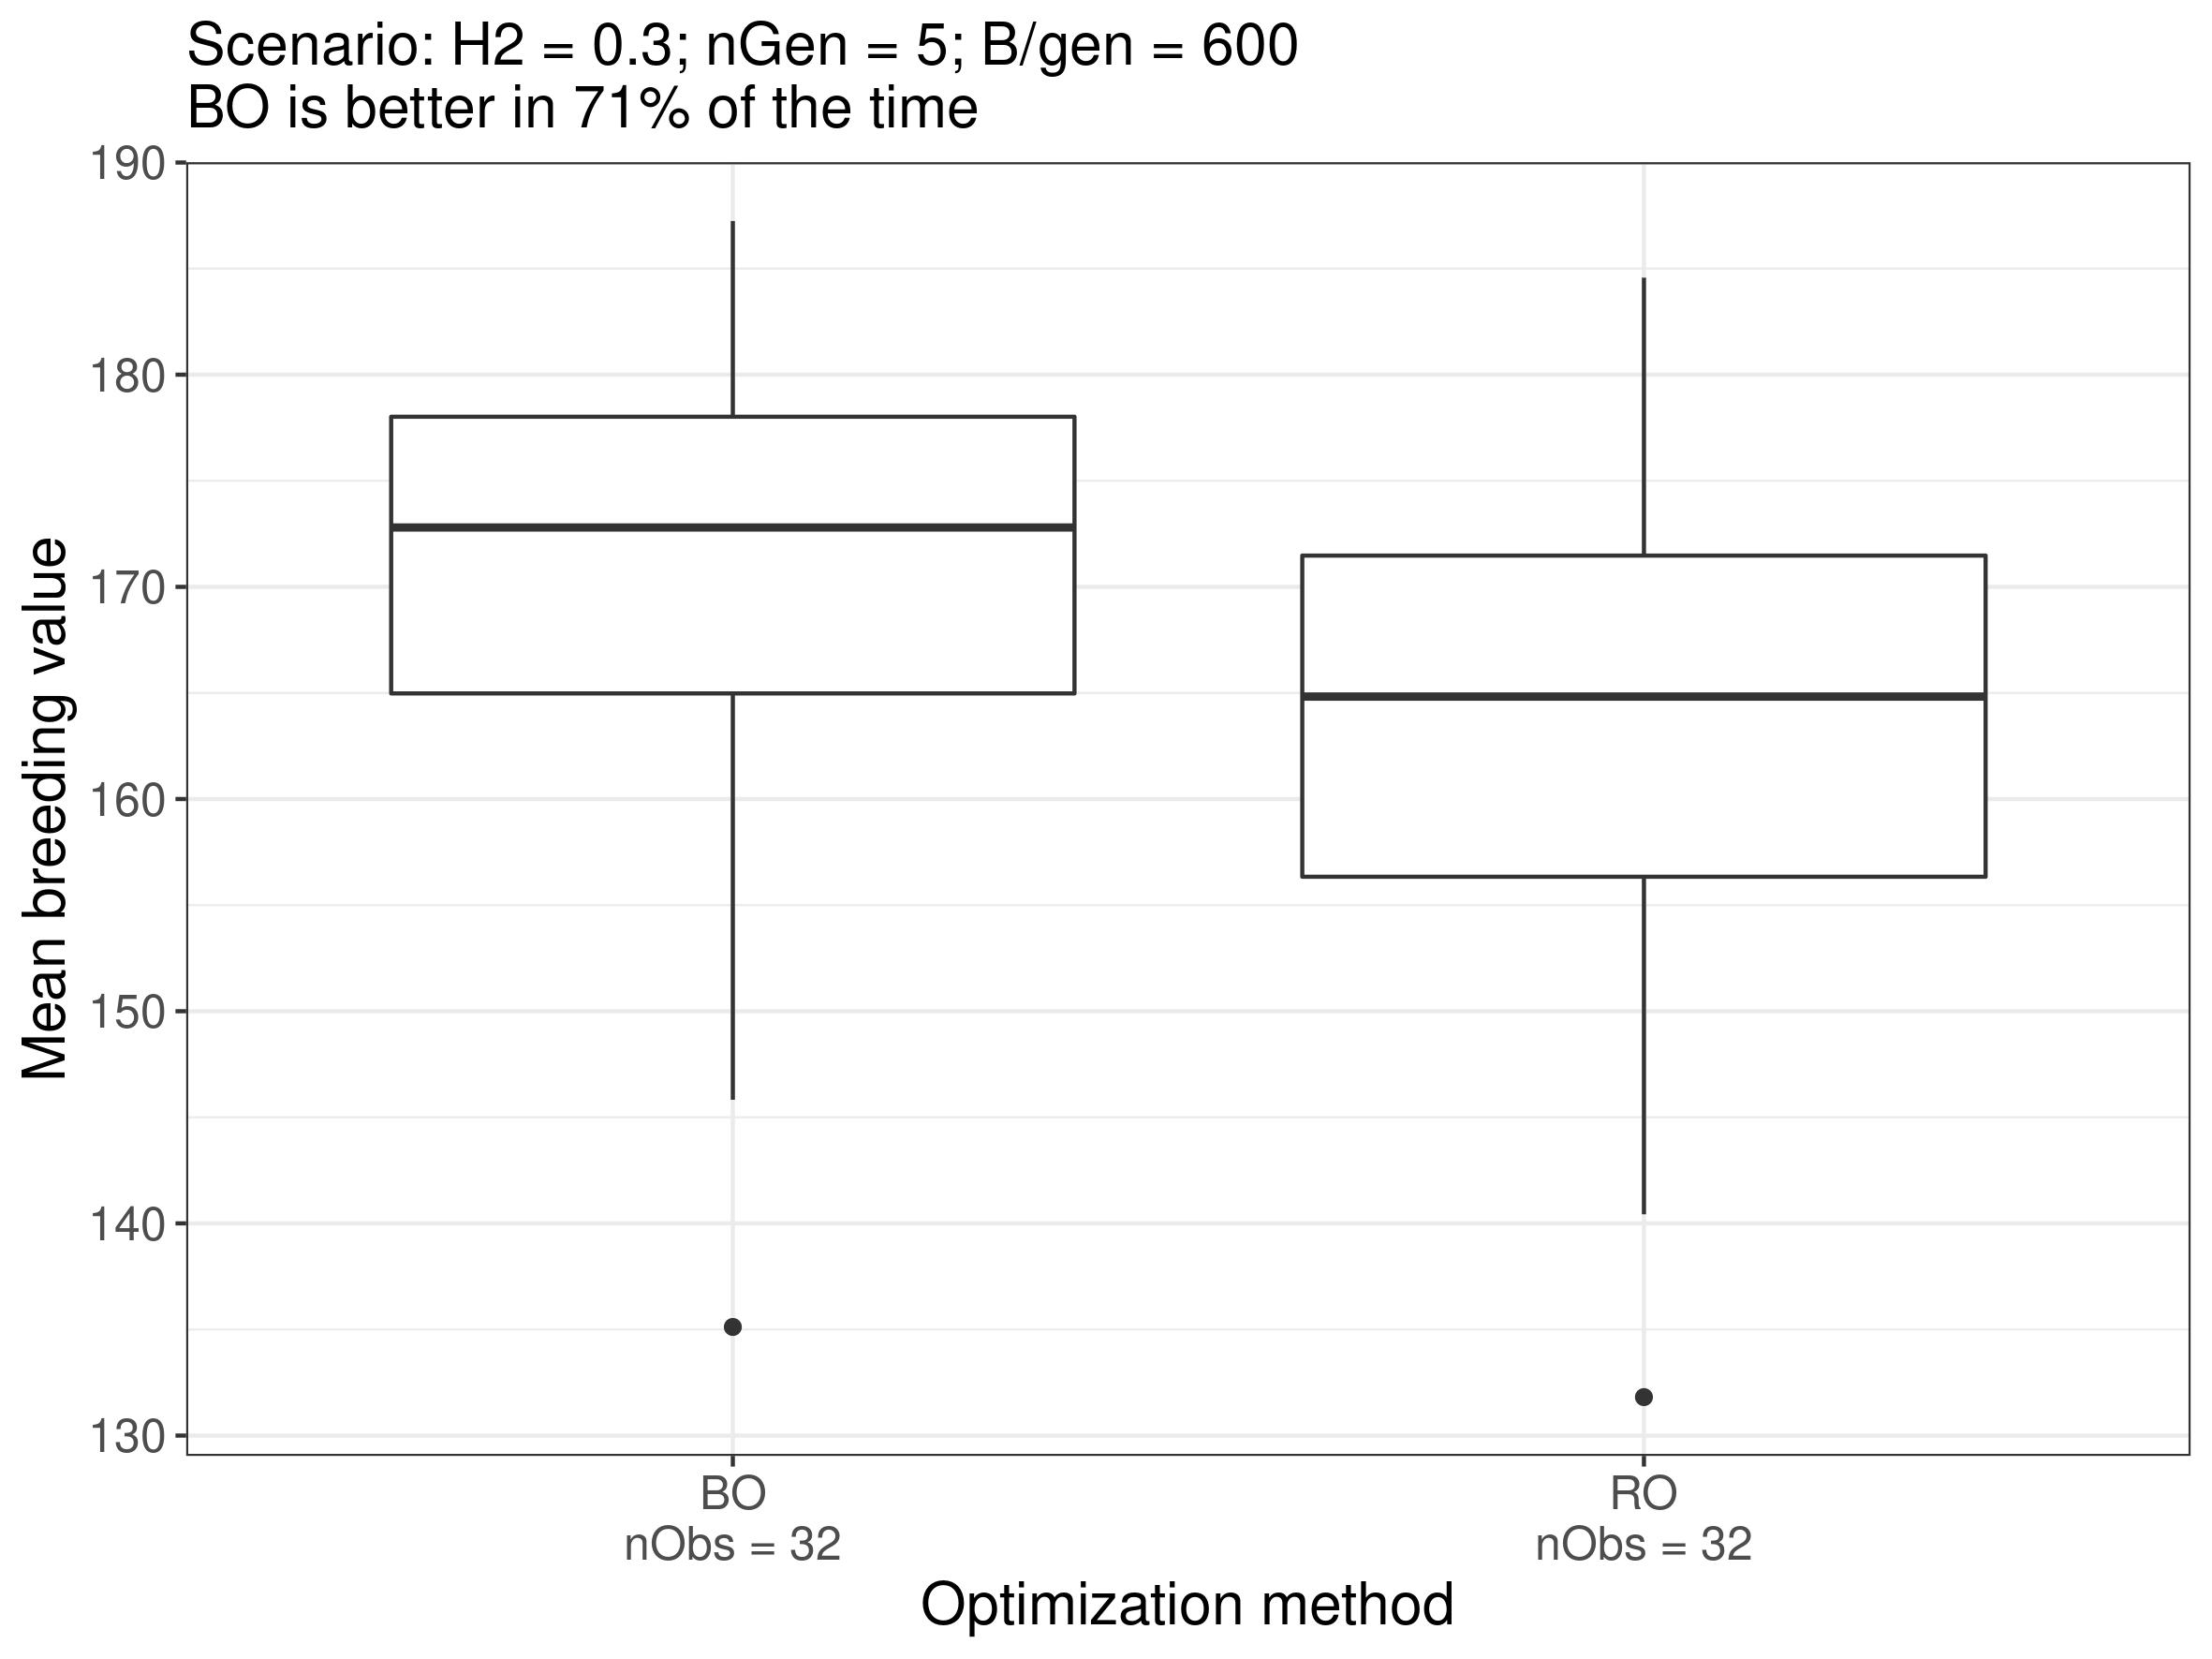 Scenario: H2 = 0.3; nGen = 5; B/gen = 600
BO is better in 71% of the time
Mean breeding value
190
180
170
160
150
140
130
BO
nObs = 32
RO
nObs = 32
Optimization method